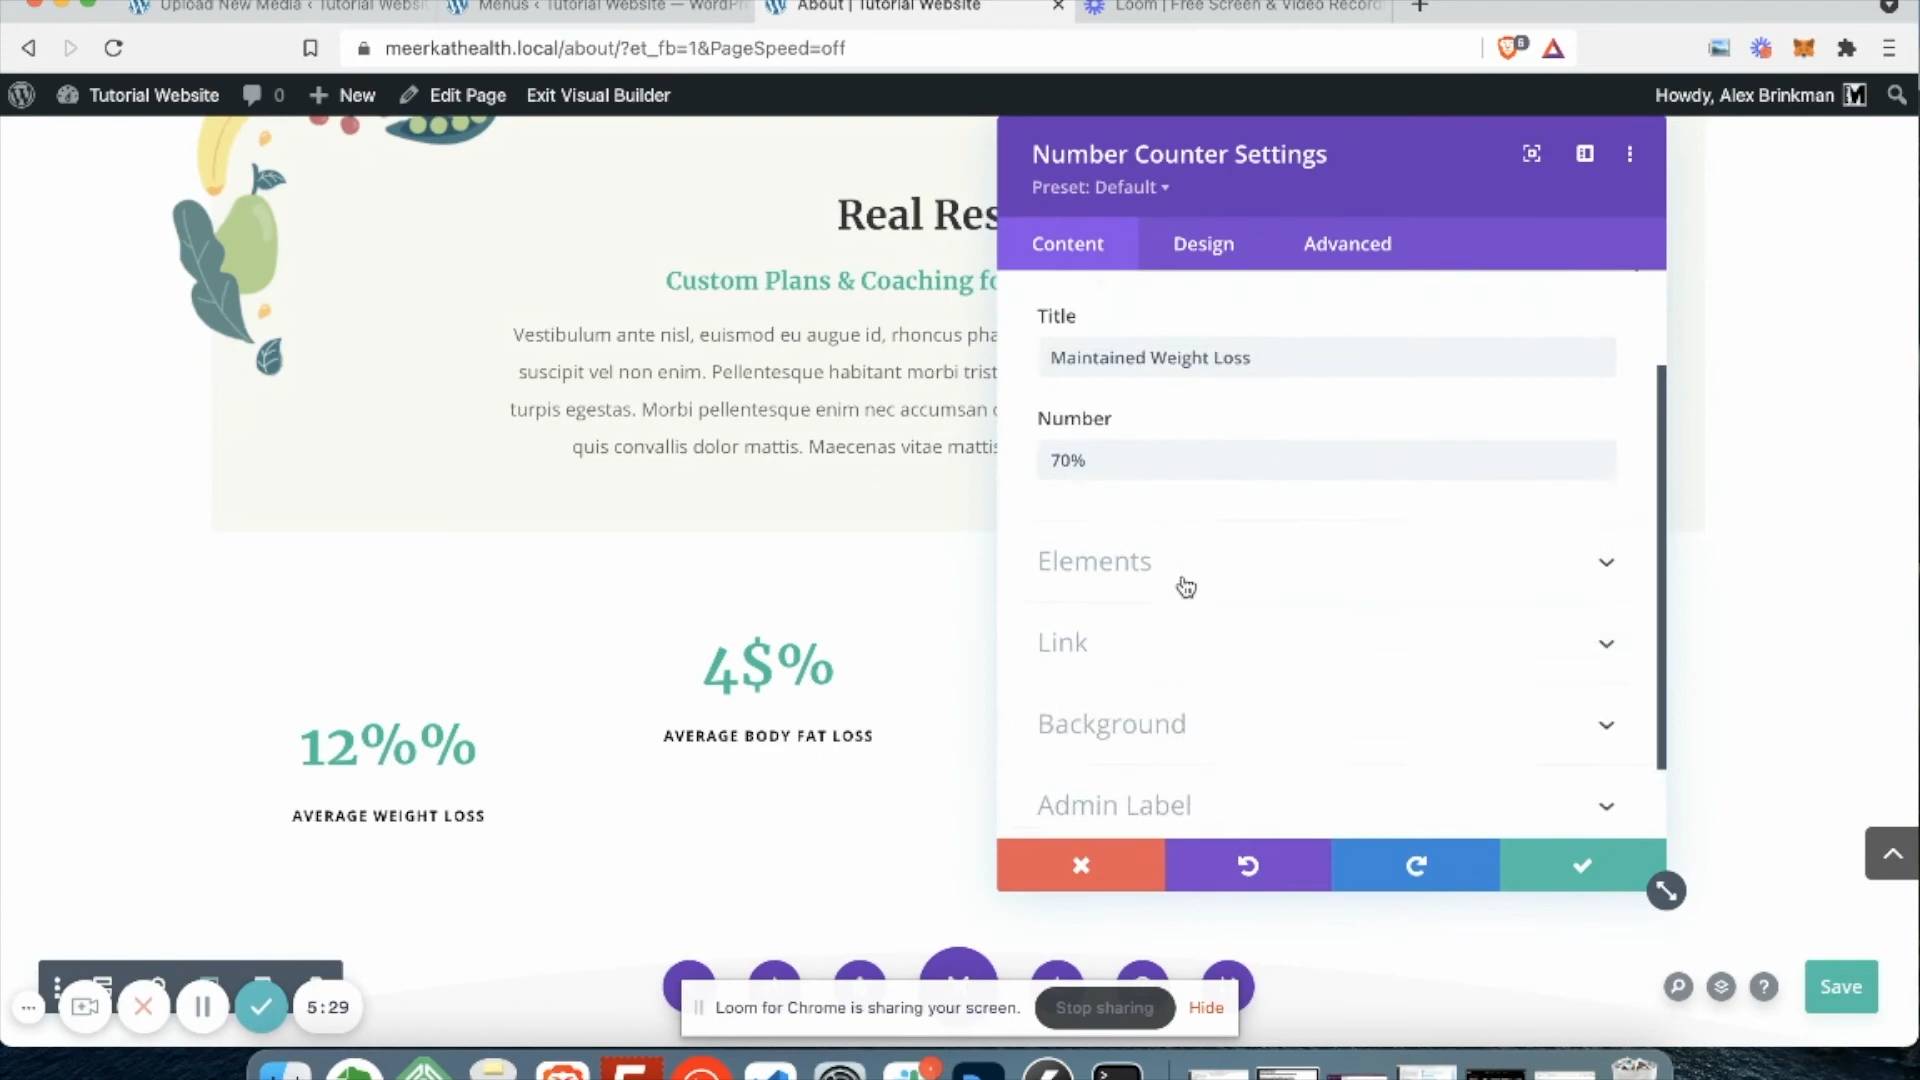 Upload New Media ‹ Tutorial Websit
Menus ‹ Tutorial Website — WordPr
About | Tutorial Website
Loom | Free Screen & Video Record
meerkathealth.local/about/?et_fb=1&PageSpeed=off
6
Tutorial Website
0
New
Edit Page
Exit Visual Builder
Howdy, Alex Brinkman
Real Res
Custom Plans & Coaching fo
Vestibulum ante nisl, euismod eu augue id, rhoncus pha
suscipit vel non enim. Pellentesque habitant morbi trist
turpis egestas. Morbi pellentesque enim nec accumsan
quis convallis dolor mattis. Maecenas vitae mattis
12%%
AVERAGE WEIGHT LOSS
4$%
AVERAGE BODY FAT LOSS
Number Counter Settings
Preset: Default
Content
Design
Advanced
Title
Maintained Weight Loss
Number
70%
Elements
Link
Background
Admin Label
5:29
Loom for Chrome is sharing your screen.
Stop sharing
Hide
?
Save